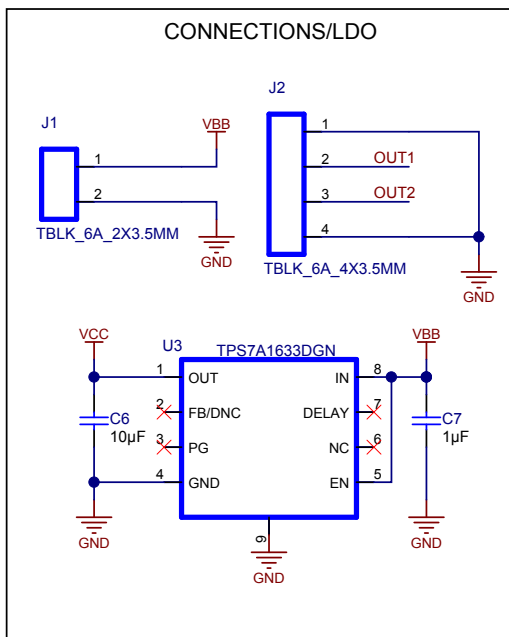 CONNECTIONS/LDO
J1
VBB
1
2
TBLK_6A_2X3.5MM
GND
J2
1
2
OUT1
3
OUT2
4
TBLK_6A_4X3.5MM
GND
VCC
U3
TPS7A1633DGN
VBB
1
OUT
IN
8
C6
10µF
2
FB/DNC
DELAY
7
C7
1µF
3
PG
NC
6
4
GND
EN
5
GND
9
GND
GND